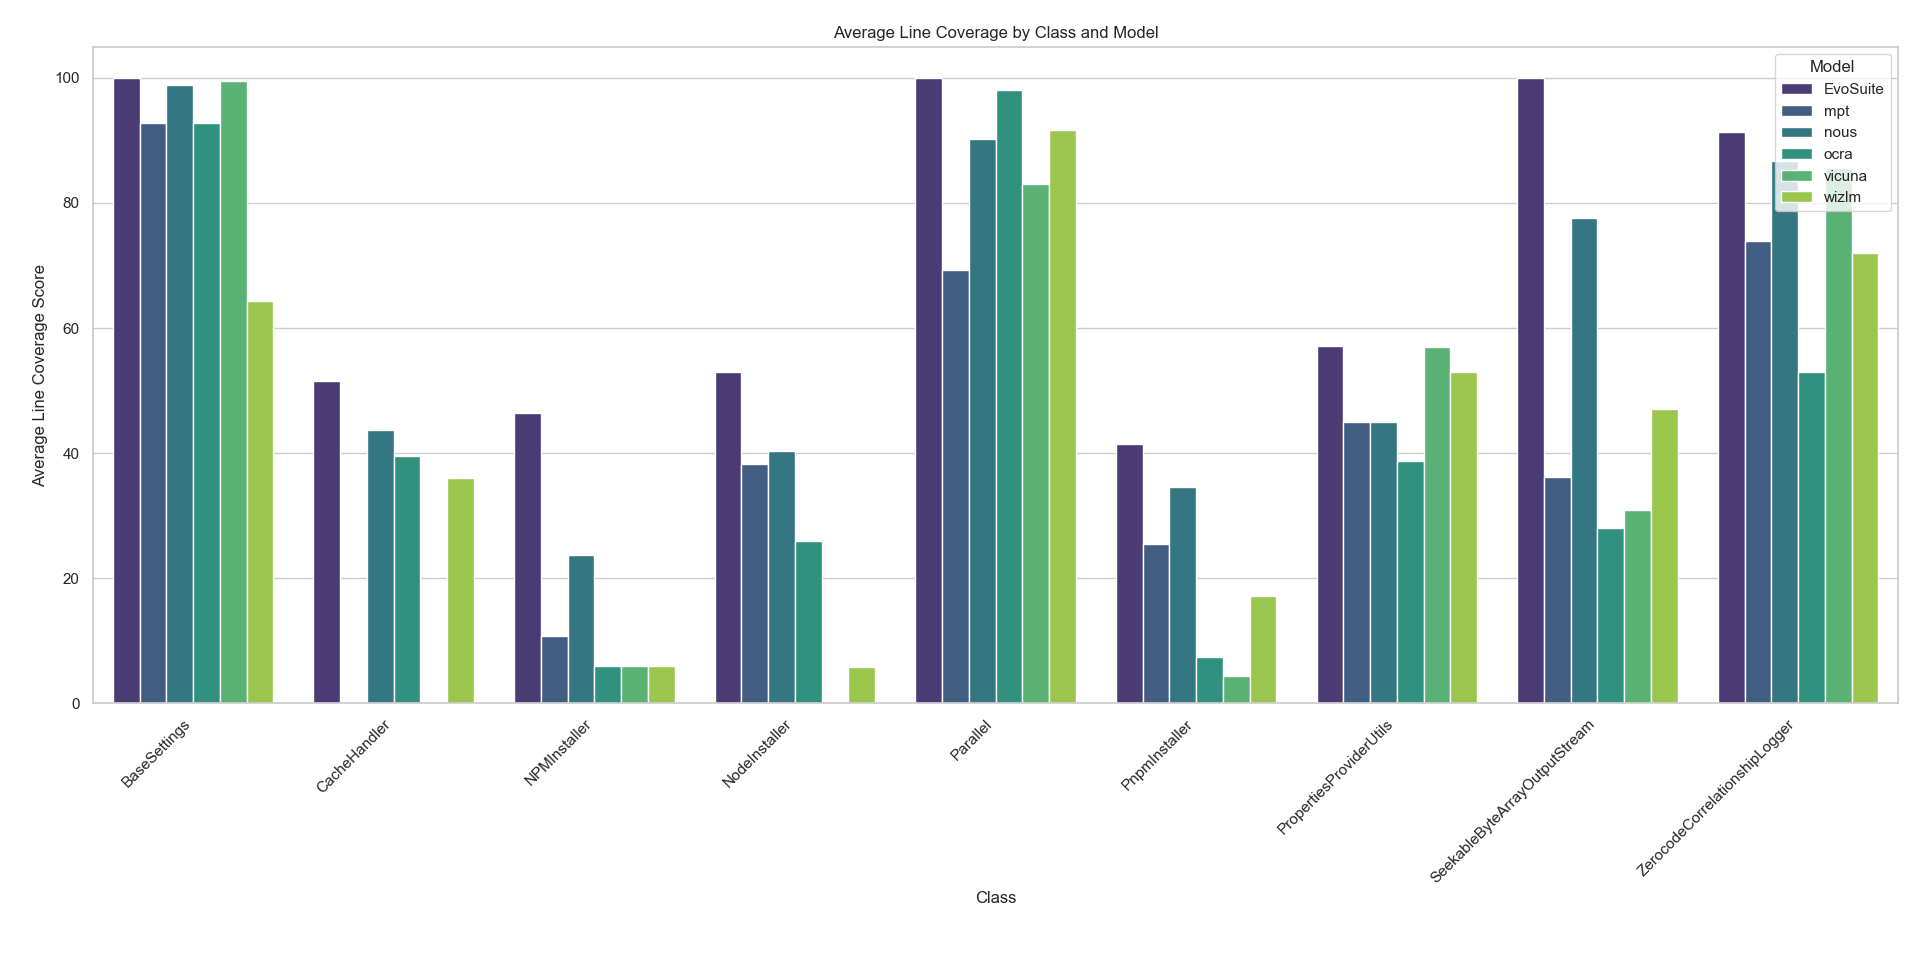 Average Line Coverage by Class and Model
Average Line Coverage Score
100
80
60
40
20
0
Model
EvoSuite
mpt
nous
ocra
vicuna
wizlm
BaseSettings
CacheHandler
NPMInstaller
NodeInstaller
Parallel
PnpmInstaller
PropertiesProviderUtils
SeekableByteArrayOutputStream
ZerocodeCorrelationshipLogger
Class